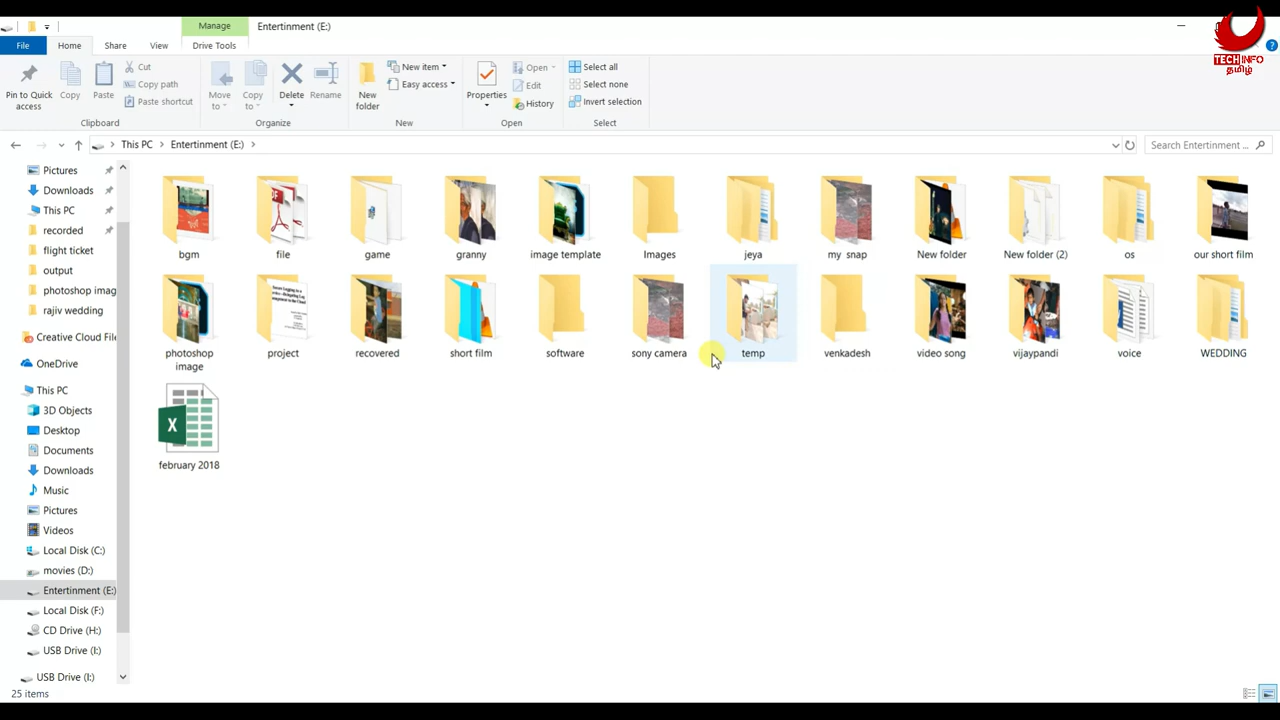 Manage
Entertinment (E:)
File
Home
Share
View
Drive Tools
TECH INFO
தமிழ்
Pin to Quick access
Copy
Paste
Cut
Copy path
Paste shortcut
Move to
Copy to
Delete
Rename
New folder
New item
Easy access
Properties
Open
Edit
History
Select all
Select none
Invert selection
Clipboard
Organize
New
Open
Select
This PC
Entertinment (E:)
Search Entertinment ...
Pictures
Downloads
This PC
recorded
flight ticket
output
photoshop imag
rajiv wedding
Creative Cloud File
OneDrive
This PC
3D Objects
Desktop
Documents
Downloads
Music
Pictures
Videos
Local Disk (C:)
movies (D:)
Entertinment (E:)
Local Disk (F:)
CD Drive (H:)
USB Drive (I:)
USB Drive (I:)
bgm
file
game
granny
image template
Images
jeya
my snap
New folder
New folder (2)
os
our short film
photoshop image
project
recovered
short film
software
sony camera
temp
venkadesh
video song
vijaypandi
voice
WEDDING
february 2018
25 items